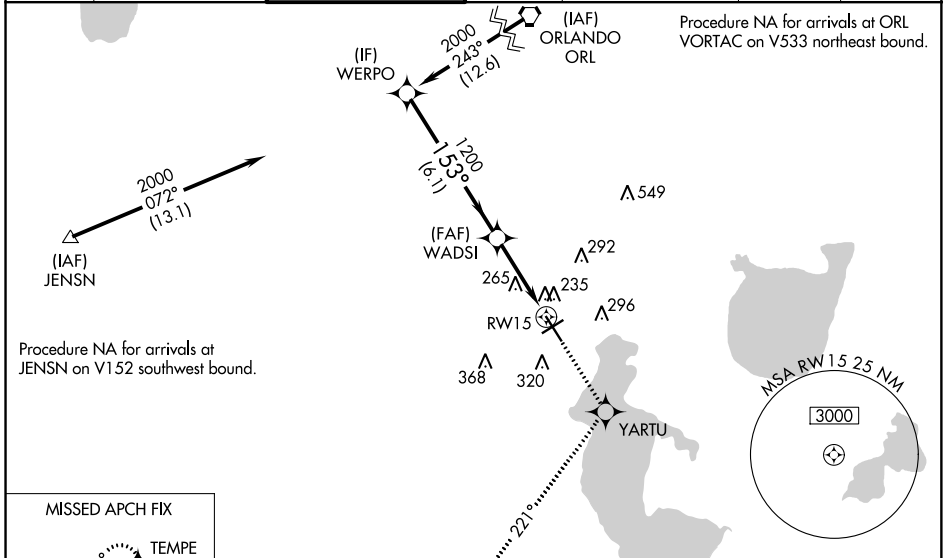 (IAF)
ORLANDO
ORL
2000
243°
(12.6)
Procedure NA for arrivals at ORL
VORTAC on V533 northeast bound.
(IF)
WERPO
1200
153°
(6.1)
2000
072°
(13.1)
(IAF)
JENSN
549
(FAF)
WADSI
292
265
235
RW15
296
Procedure NA for arrivals at
JENSN on V152 southwest bound.
368
320
MSA RW15 25 NM
3000
YARTU
221°
MISSED APCH FIX
TEMPE